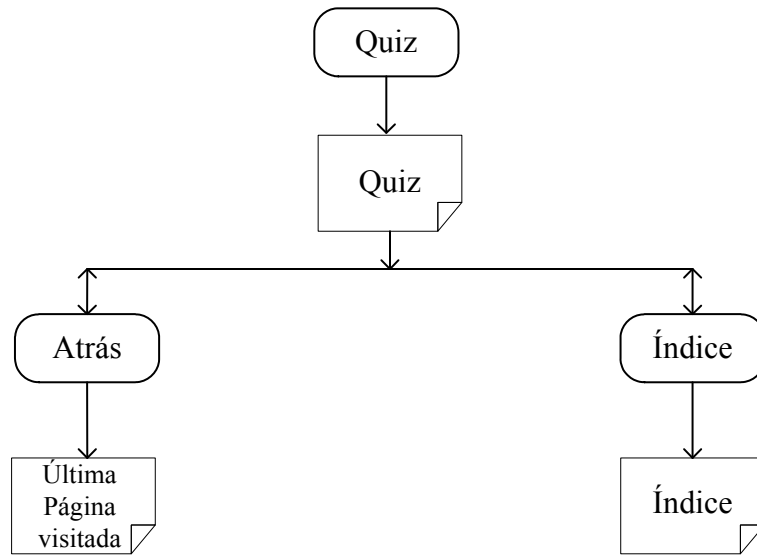 Quiz
Quiz
Atrás
Índice
Última
Página
visitada
Índice